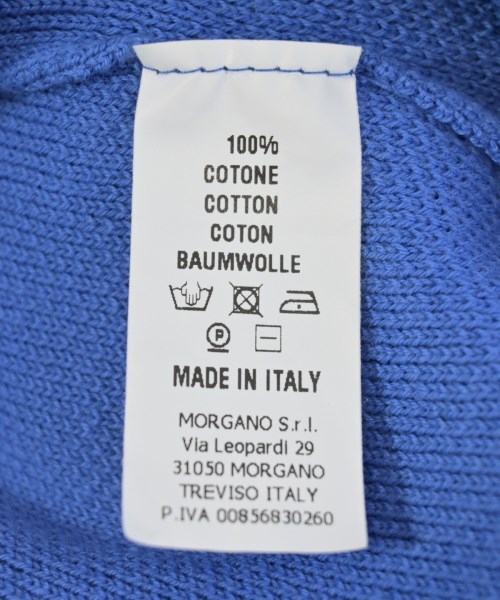 100%
COTONE
COTTON
COTON
BAUMWOLLE
P
MADE IN ITALY
MORGANO S.r.l.
Via Leopardi 29
31050 MORGANO
TREVISO ITALY
P.IVA 00856830260